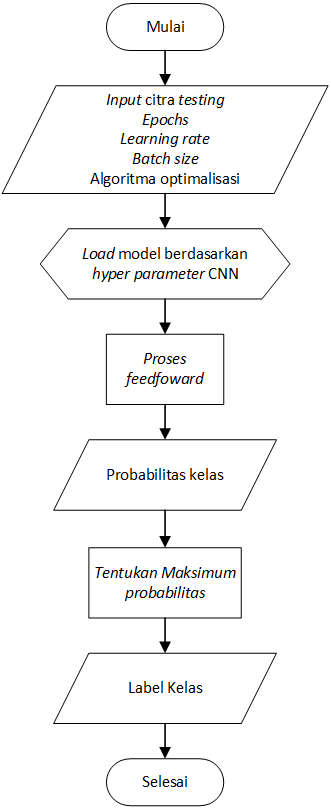 Mulai
Input citra testing
Epochs
Learning rate
Batch size
Algoritma optimalisasi
Load model berdasarkan
hyper parameter CNN
Proses
feedfoward
Probabilitas kelas
Tentukan Maksimum
probabilitas
Label Kelas
Selesai